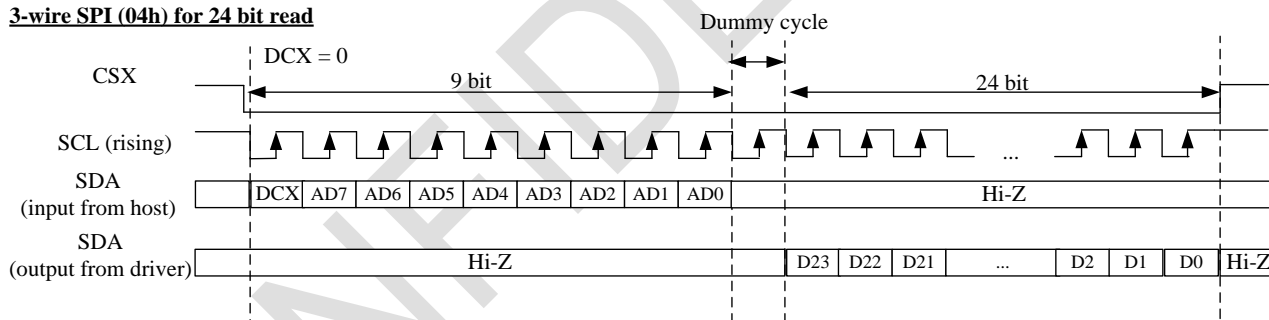 3-wire SPI (04h) for 24 bit read
Dummy cycle
DCX = 0
CSX
9 bit
24 bit
SCL (rising)
...
SDA
(input from host)
DCX AD7 AD6 AD5 AD4 AD3 AD2 AD1 AD0
Hi-Z
SDA
(output from driver)
Hi-Z
D23 D22 D21 ... D2 D1 D0 Hi-Z